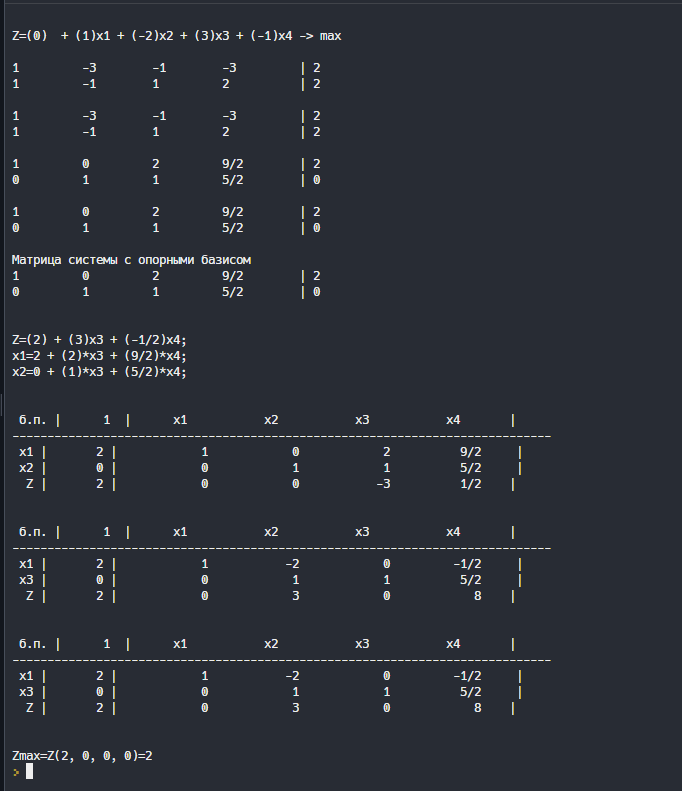 Z=(0)  + (1)x1 + (-2)x2 + (3)x3 + (-1)x4 -> max
1 -3 -1 -3 | 2
1 -1 1 2 | 2
1 -3 -1 -3 | 2
1 -1 1 2 | 2
1 0 2 9/2 | 2
0 1 1 5/2 | 0
1 0 2 9/2 | 2
0 1 1 5/2 | 0
Матрица системы с опорными базисом
1 0 2 9/2 | 2
0 1 1 5/2 | 0
Z=(2) + (3)x3 + (-1/2)x4;
x1=2 + (2)*x3 + (9/2)*x4;
x2=0 + (1)*x3 + (5/2)*x4;
б.п. | 1 | x1 x2 x3 x4 |
-----------------------------------------------------------------------------
x1 | 2 | 1 0 2 9/2 |
x2 | 0 | 0 1 1 5/2 |
Z | 2 | 0 0 -3 1/2 |
б.п. | 1 | x1 x2 x3 x4 |
-----------------------------------------------------------------------------
x1 | 2 | 1 -2 0 -1/2 |
x3 | 0 | 0 1 1 5/2 |
Z | 2 | 0 3 0 8 |
б.п. | 1 | x1 x2 x3 x4 |
-----------------------------------------------------------------------------
x1 | 2 | 1 -2 0 -1/2 |
x3 | 0 | 0 1 1 5/2 |
Z | 2 | 0 3 0 8 |
Zmax=Z(2, 0, 0, 0)=2
>